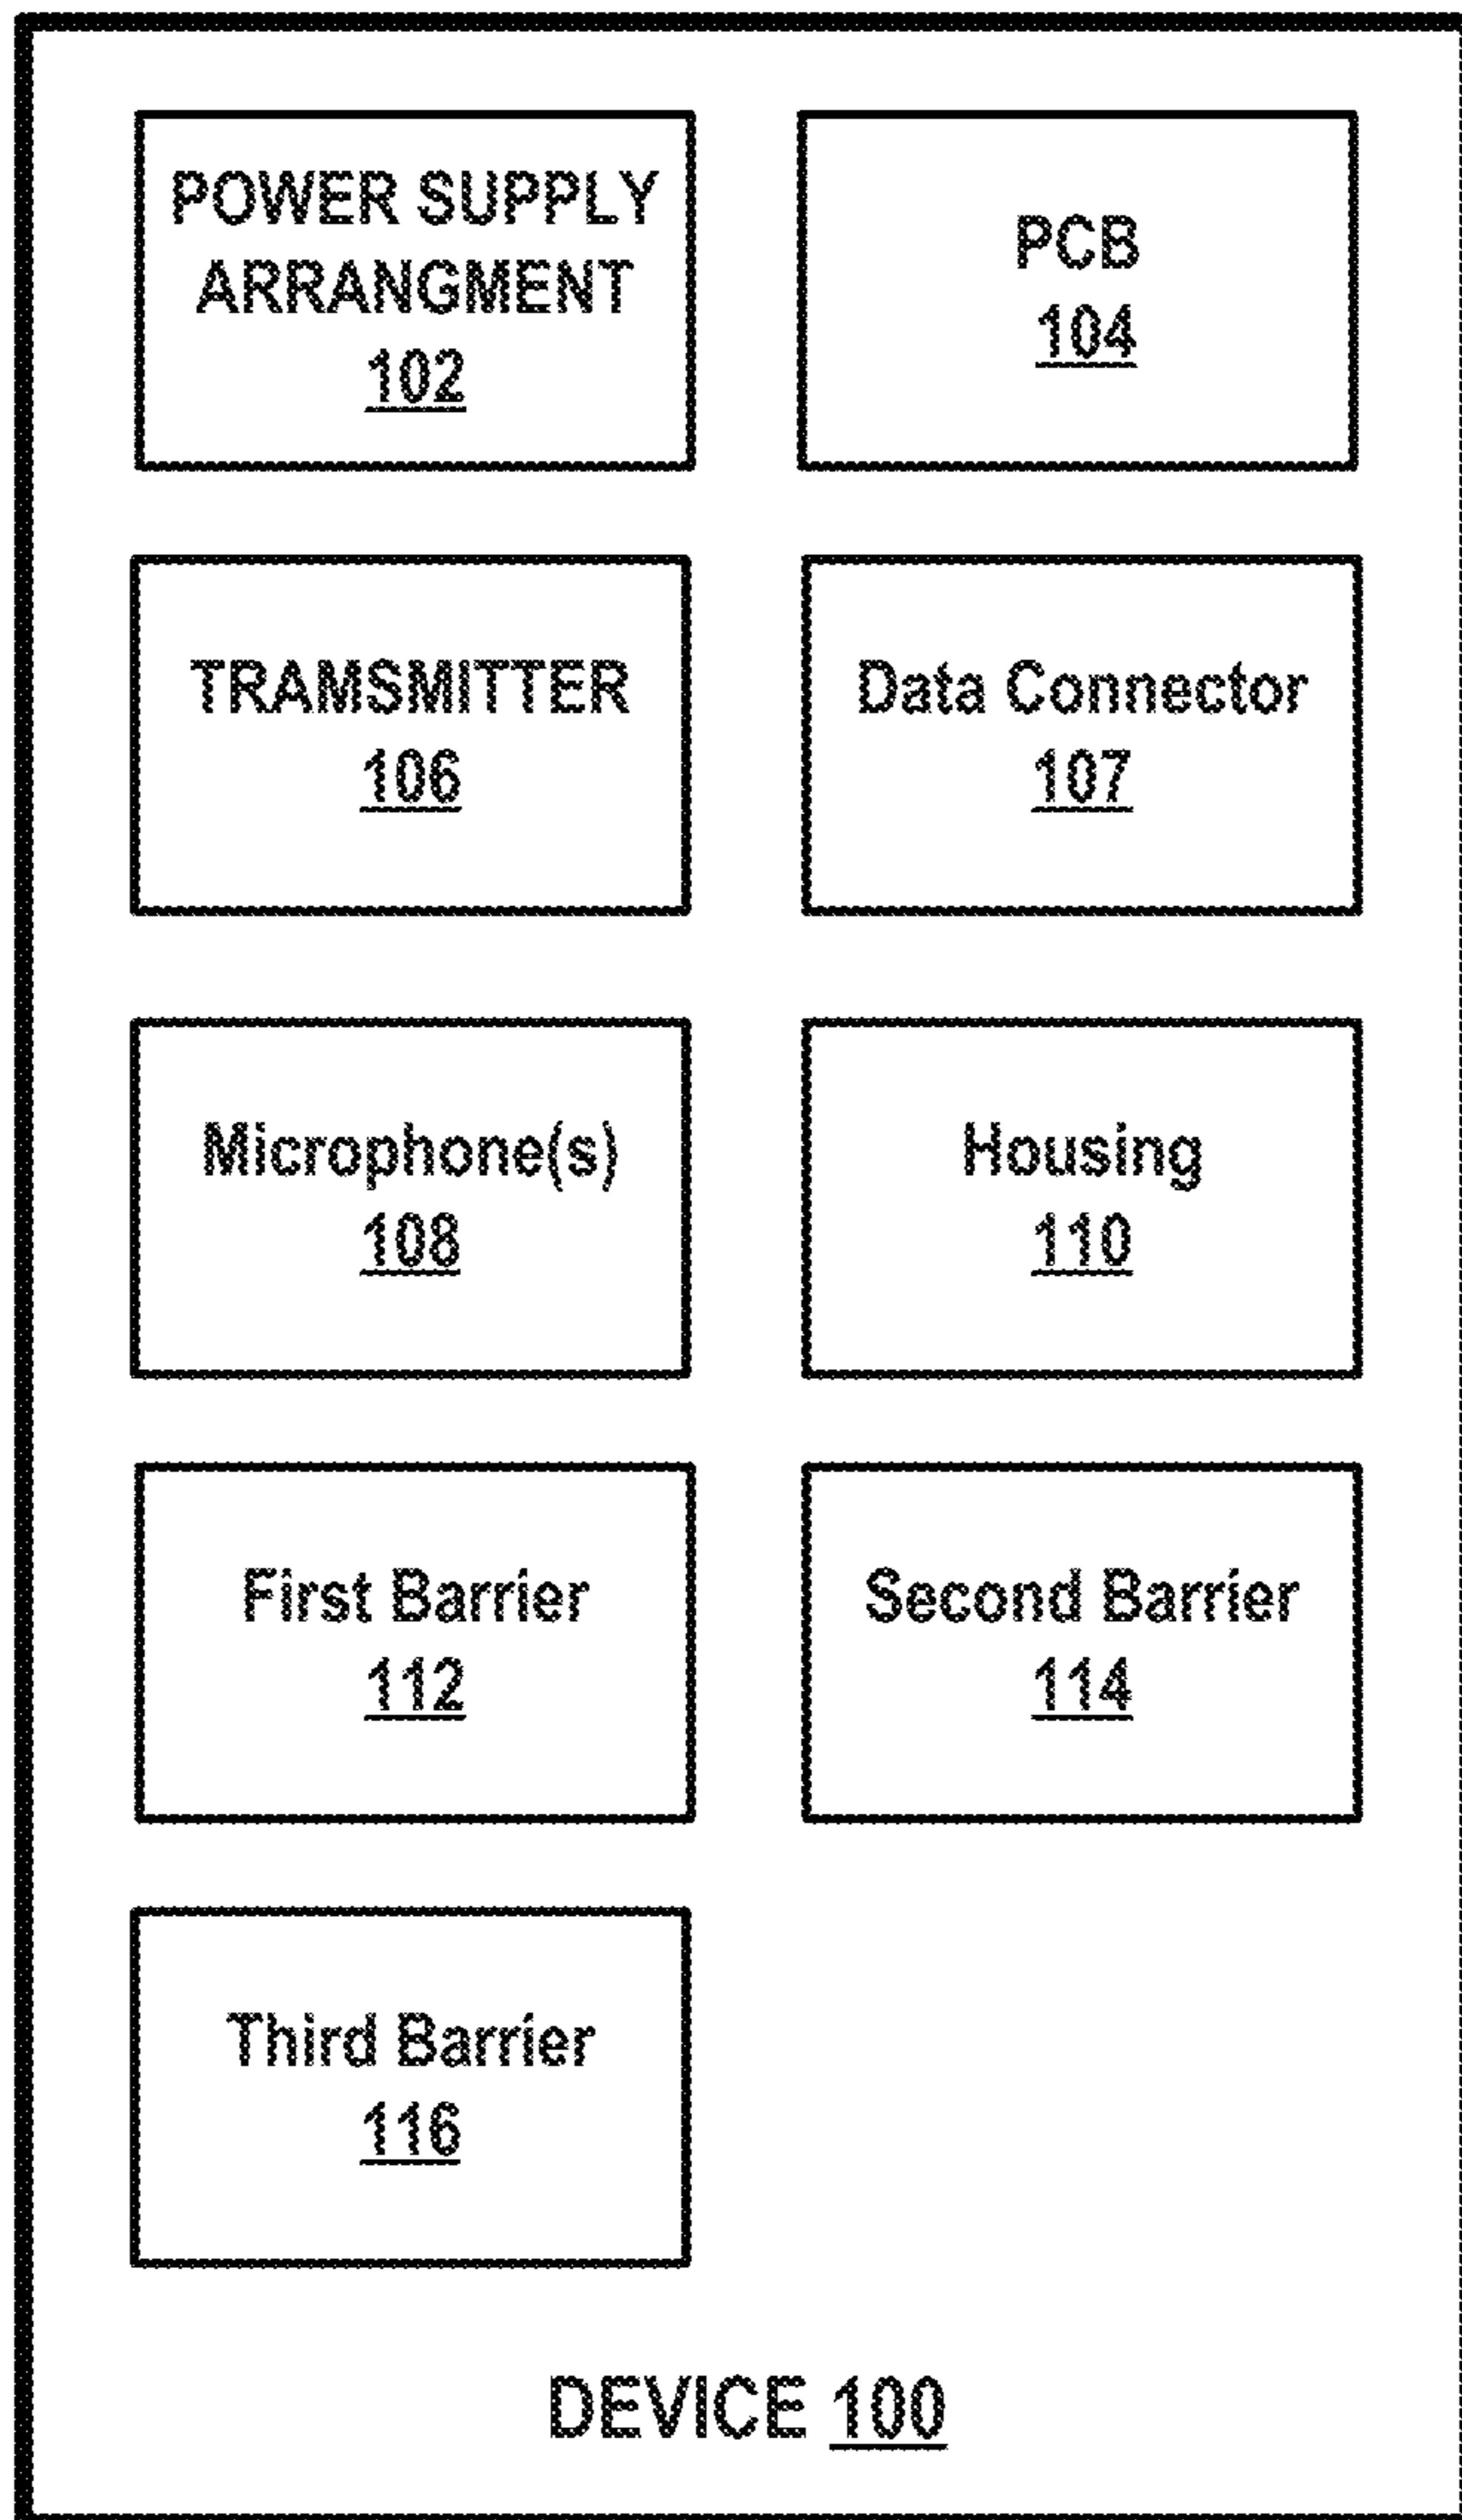 POWER SUPPLY
ARRANGMENT
102
PCB
104
TRAMSMITTER
106
Data Connector
107
Microphone(s)
108
Housing
110
First Barrier
112
Second Barrier
114
Third Barrier
116
DEVICE 100